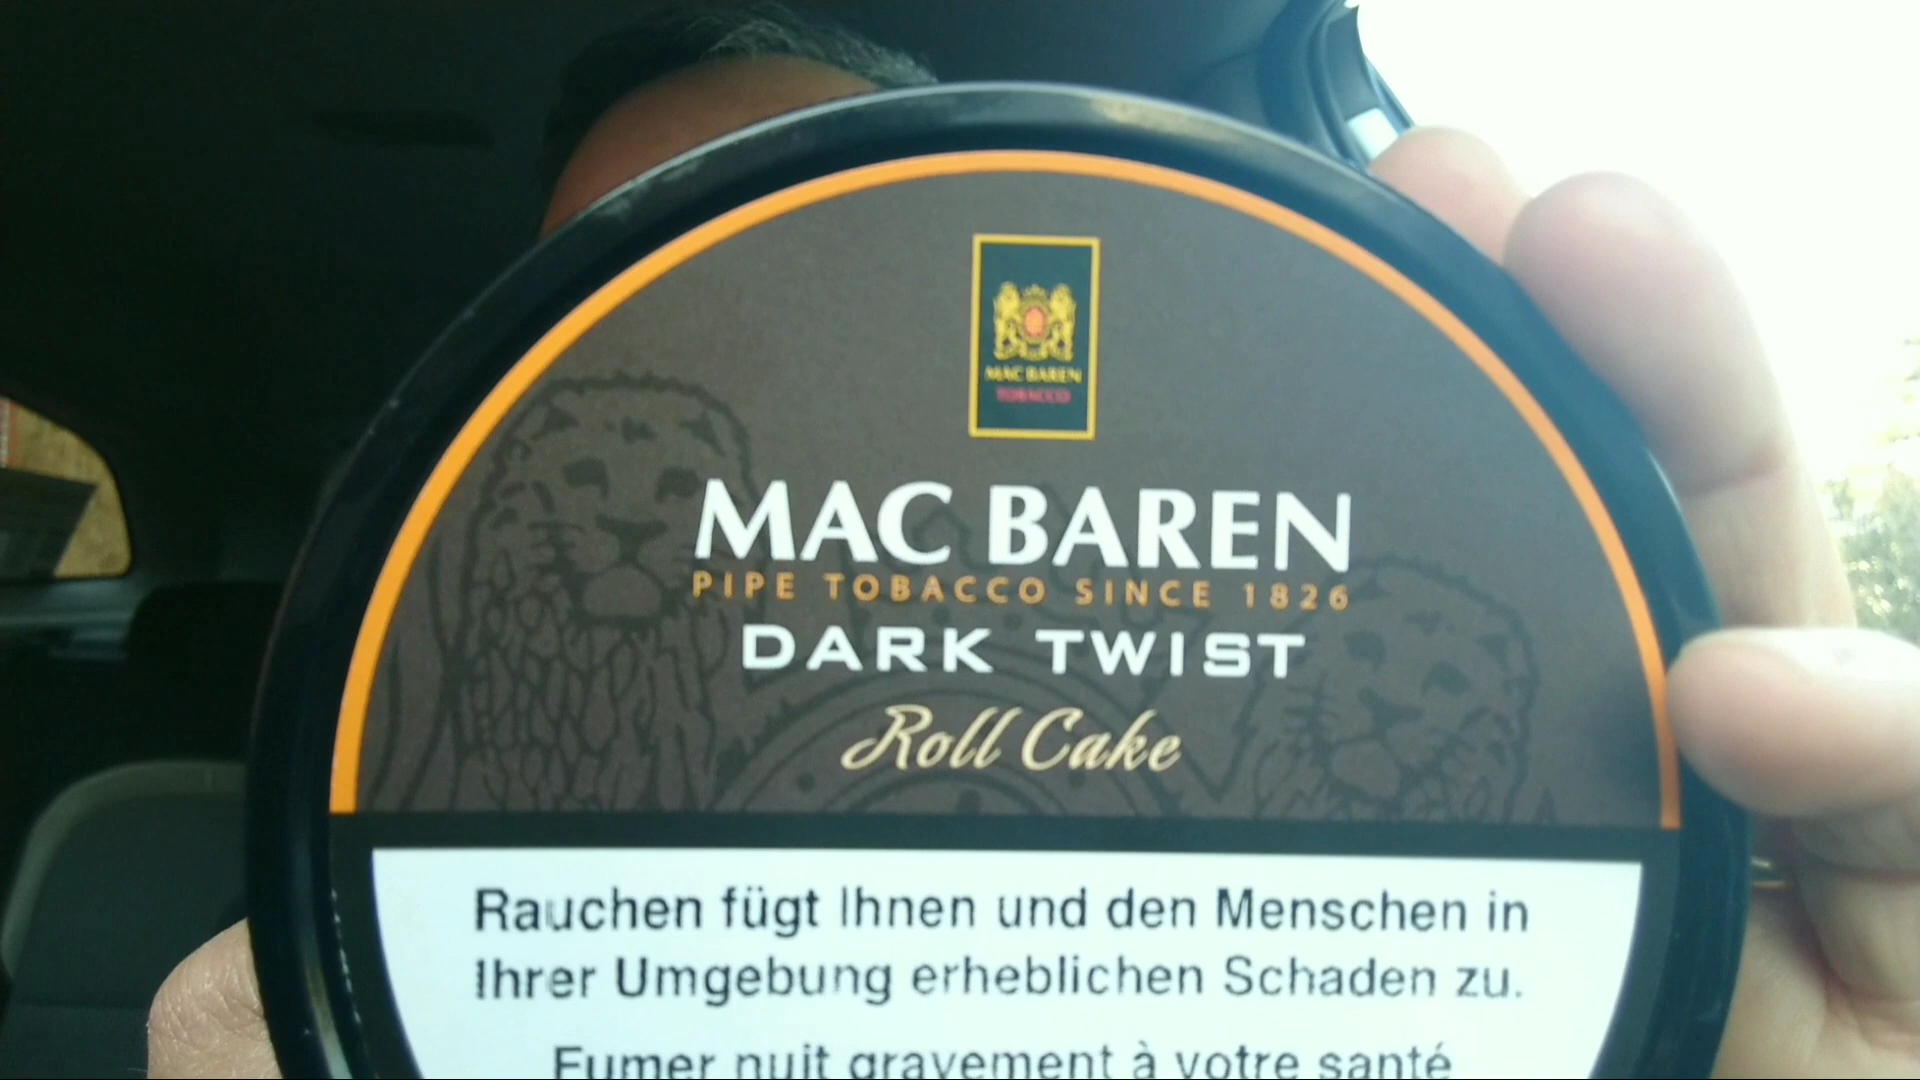 MAC BAREN
TOBACCO
MAC BAREN
PIPE TOBACCO SINCE 1826
DARK TWIST
Roll Cake
Rauchen fügt Ihnen und den Menschen in
Ihrer Umgebung erheblichen Schaden zu.
Fumer nuit gravement à votre santé